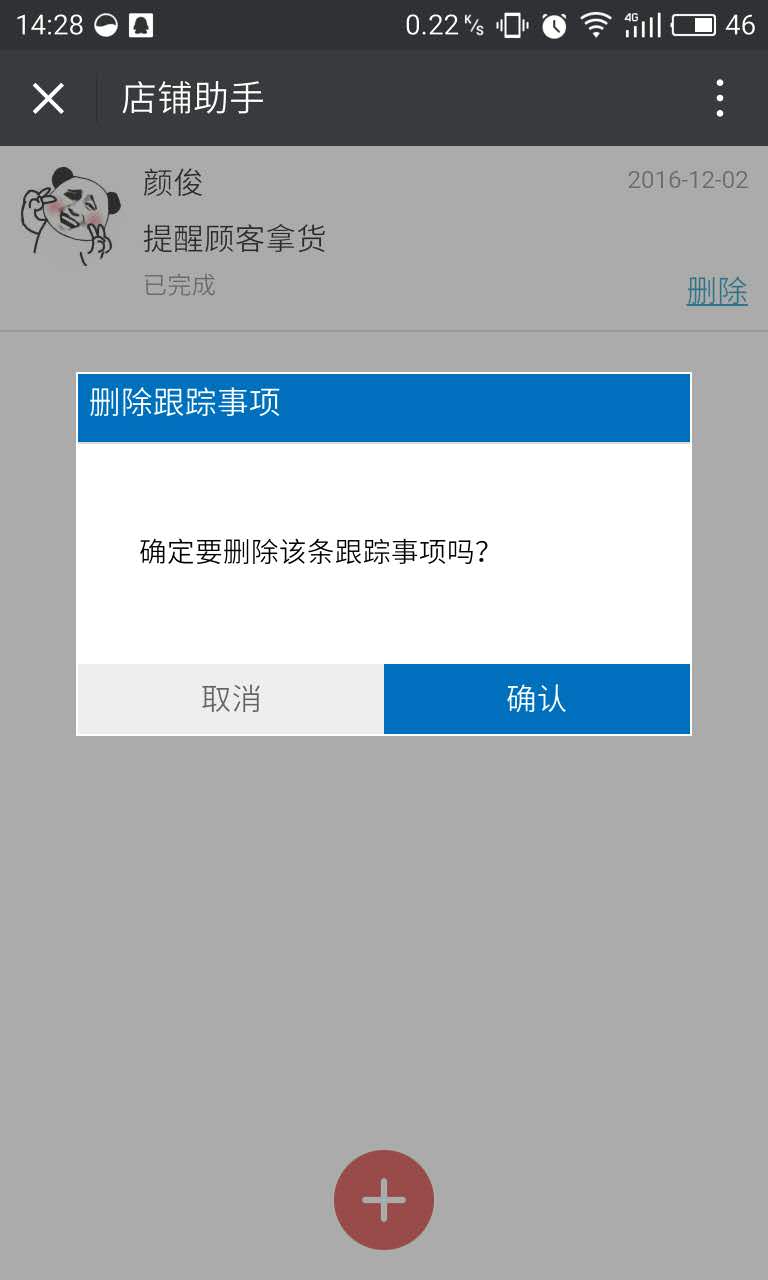 14:28 0.22 K/s 4G 46
店铺助手
颜俊 2016-12-02
提醒顾客拿货
已完成
删除
删除跟踪事项
确定要删除该条跟踪事项吗？
取消 确认